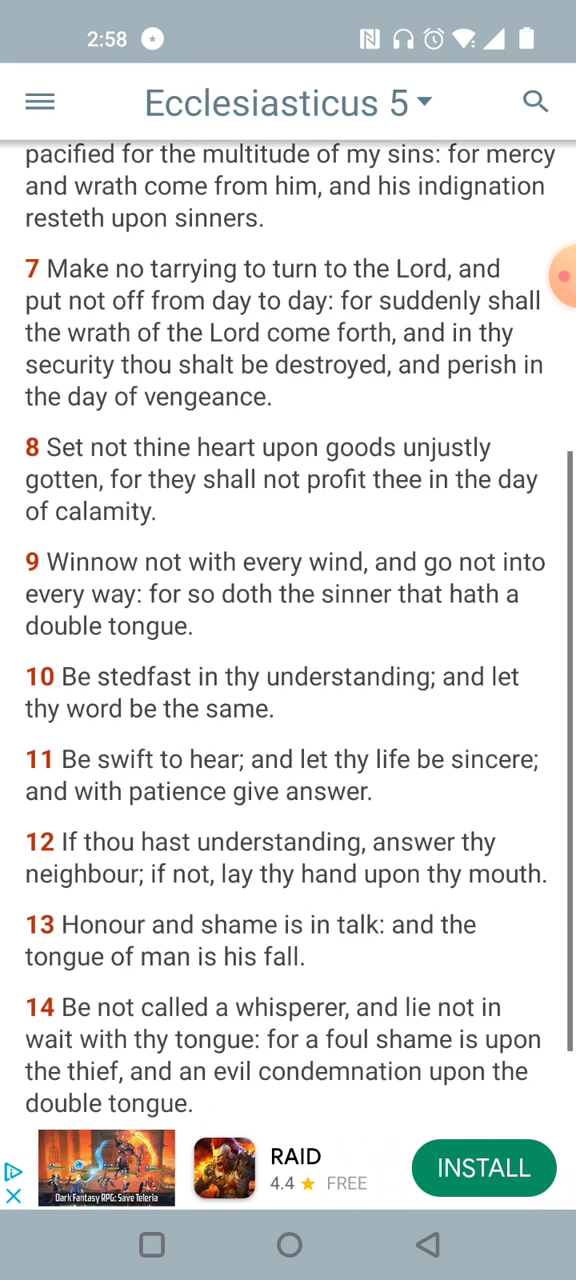 2:58
Ecclesiasticus 5
pacified for the multitude of my sins: for mercy
and wrath come from him, and his indignation
resteth upon sinners.
7 Make no tarrying to turn to the Lord, and
put not off from day to day: for suddenly shall
the wrath of the Lord come forth, and in thy
security thou shalt be destroyed, and perish in
the day of vengeance.
8 Set not thine heart upon goods unjustly
gotten, for they shall not profit thee in the day
of calamity.
9 Winnow not with every wind, and go not into
every way: for so doth the sinner that hath a
double tongue.
10 Be stedfast in thy understanding; and let
thy word be the same.
11 Be swift to hear; and let thy life be sincere;
and with patience give answer.
12 If thou hast understanding, answer thy
neighbour; if not, lay thy hand upon thy mouth.
13 Honour and shame is in talk: and the
tongue of man is his fall.
14 Be not called a whisperer, and lie not in
wait with thy tongue: for a foul shame is upon
the thief, and an evil condemnation upon the
double tongue.
Dark Fantasy RPG: Save Teleria
RAID
4.4 ★ FREE
INSTALL